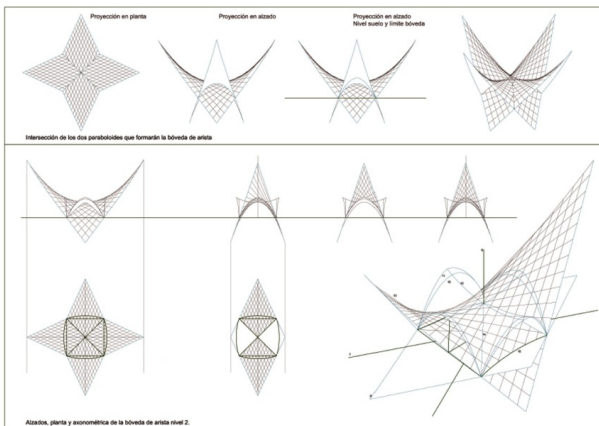 Proyección en planta
Proyección en alzado
Proyección en alzado
Nivel suelo y límite bóveda
Intersección de los dos paraboloides que formarán la bóveda de arista
Alzados, planta y axonométrica de la bóveda de arista nivel 2.